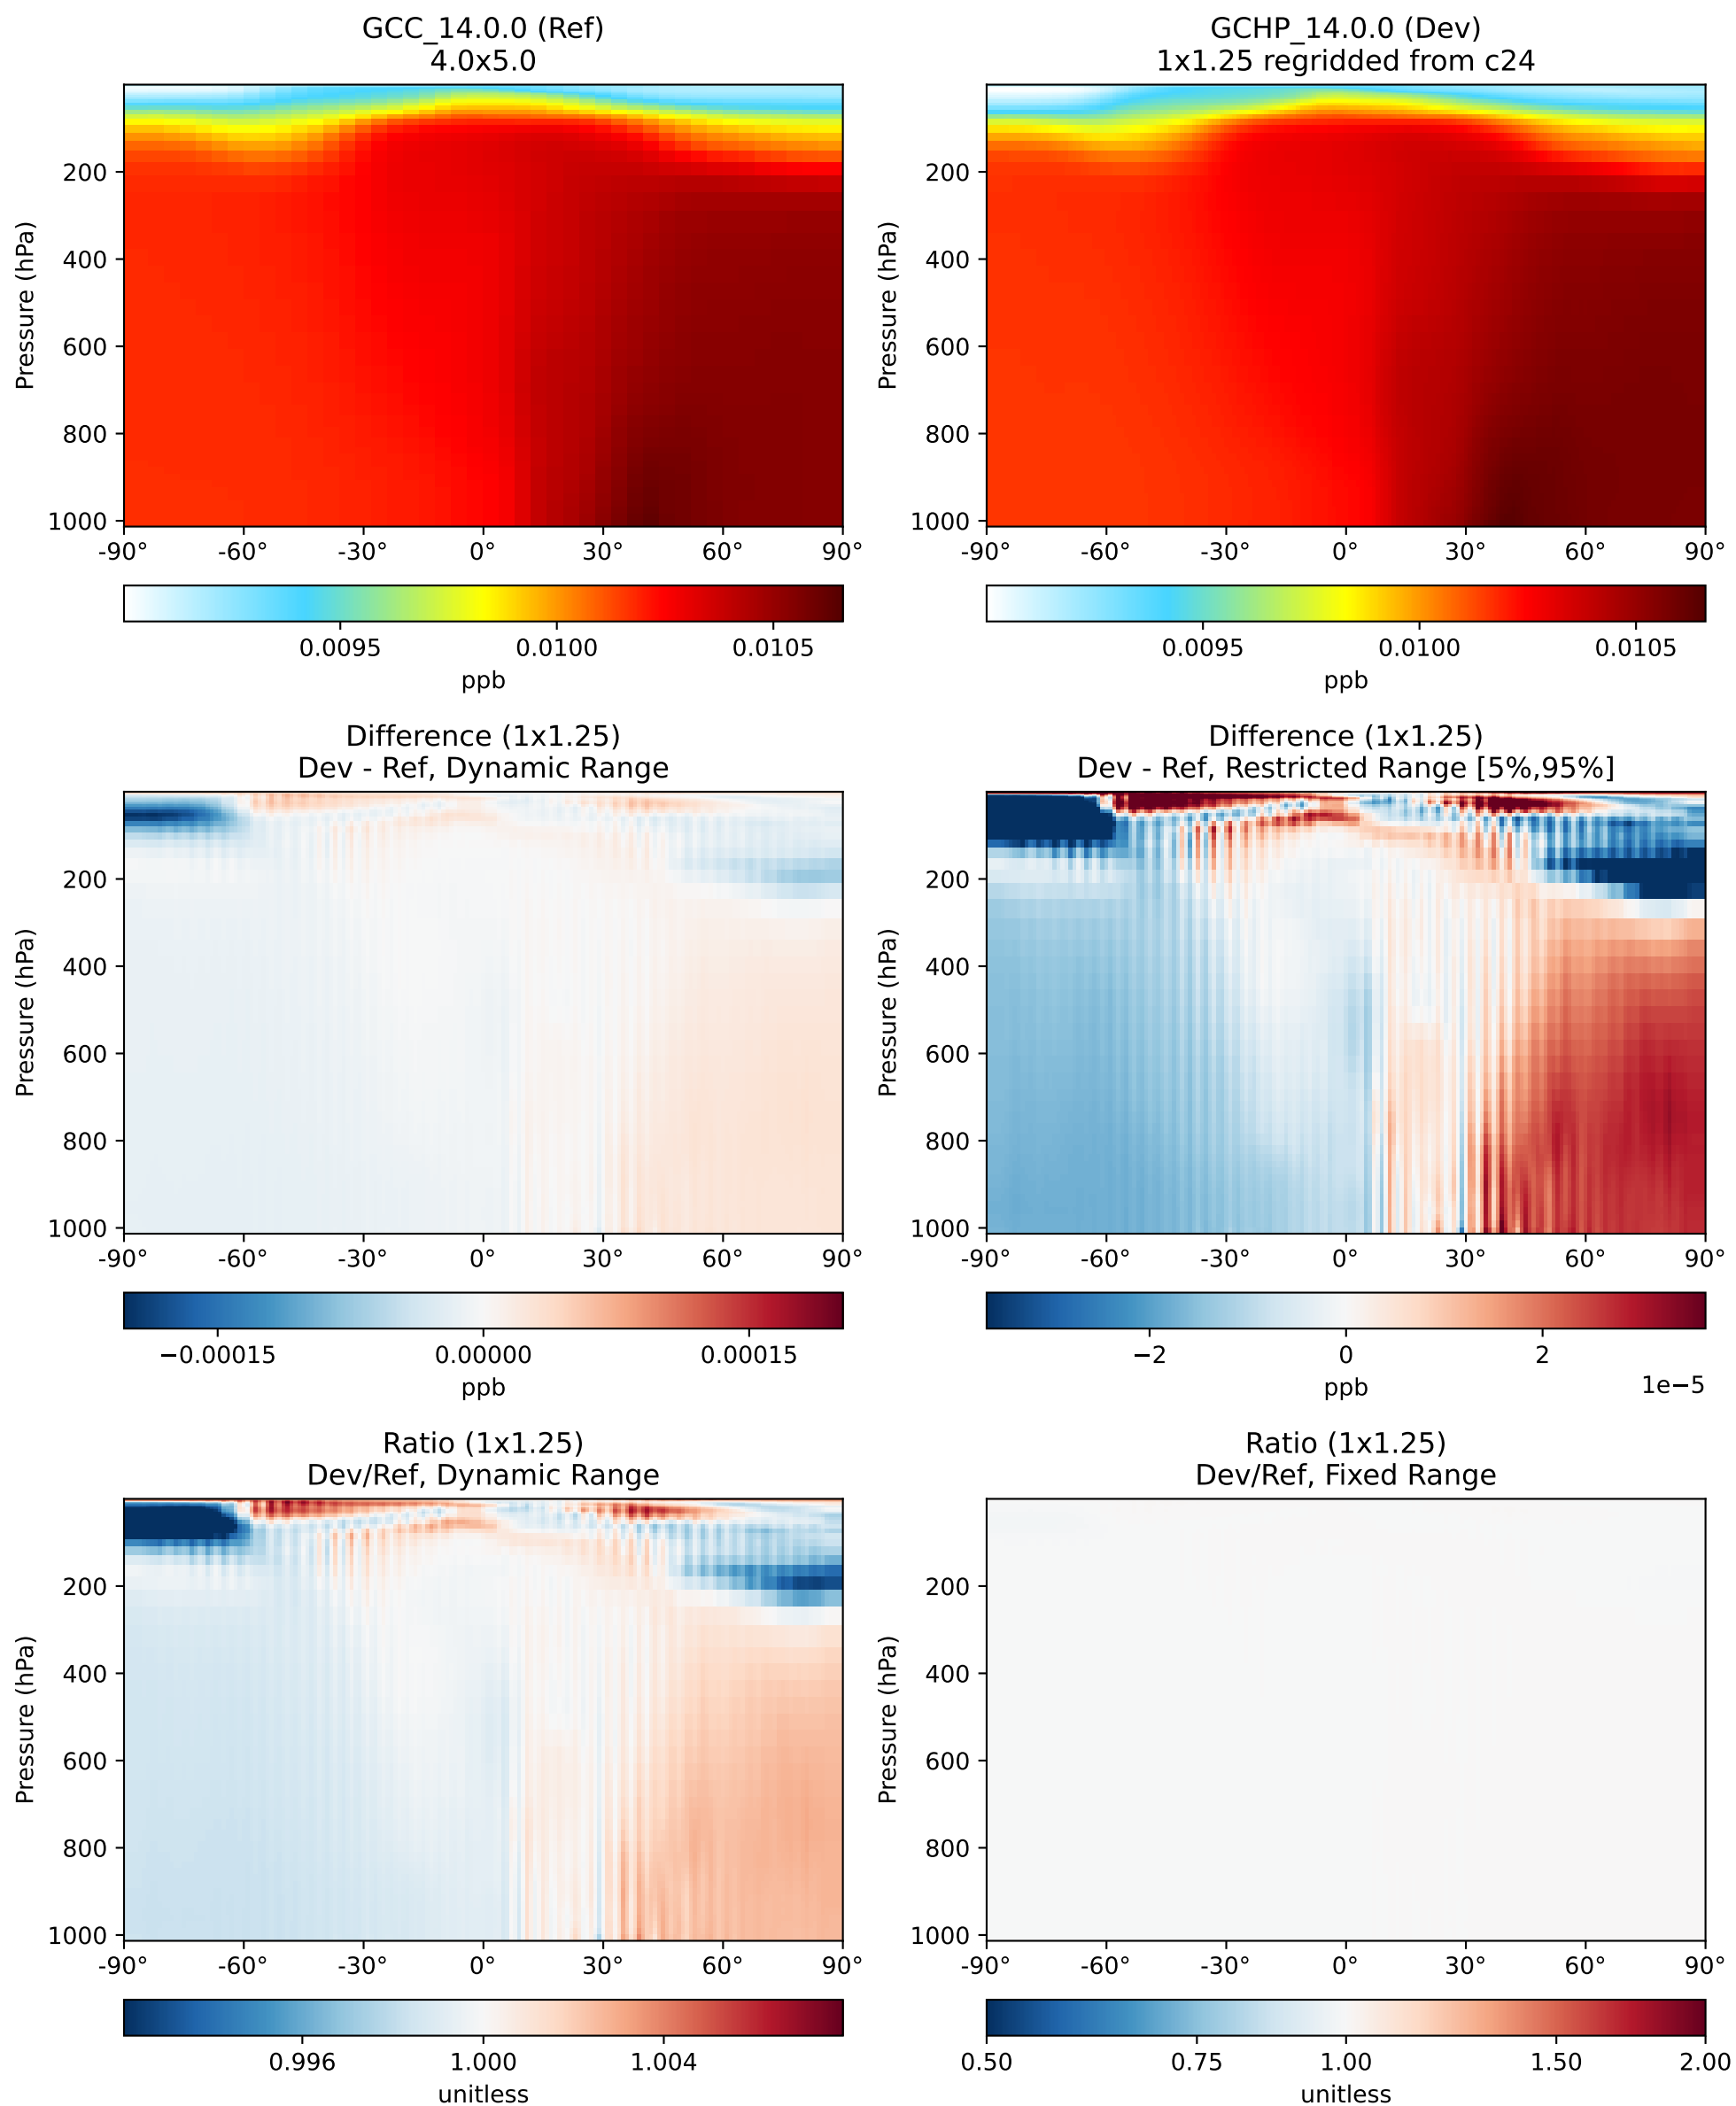 GCC_14.0.0 (Ref)
4.0x5.0
Pressure (hPa)
200
400
600
800
1000
-90° -60° -30° 0° 30° 60° 90°
0.0095 0.0100 0.0105
ppb
GCHP_14.0.0 (Dev)
1x1.25 regridded from c24
Pressure (hPa)
200
400
600
800
1000
-90° -60° -30° 0° 30° 60° 90°
0.0095 0.0100 0.0105
ppb
Difference (1x1.25)
Dev - Ref, Dynamic Range
Pressure (hPa)
200
400
600
800
1000
-90° -60° -30° 0° 30° 60° 90°
−0.00015 0.00000 0.00015
ppb
Difference (1x1.25)
Dev - Ref, Restricted Range [5%,95%]
Pressure (hPa)
200
400
600
800
1000
-90° -60° -30° 0° 30° 60° 90°
−2 0 2
ppb
1e−5
Ratio (1x1.25)
Dev/Ref, Dynamic Range
Pressure (hPa)
200
400
600
800
1000
-90° -60° -30° 0° 30° 60° 90°
0.996 1.000 1.004
unitless
Ratio (1x1.25)
Dev/Ref, Fixed Range
Pressure (hPa)
200
400
600
800
1000
-90° -60° -30° 0° 30° 60° 90°
0.50 0.75 1.00 1.50 2.00
unitless